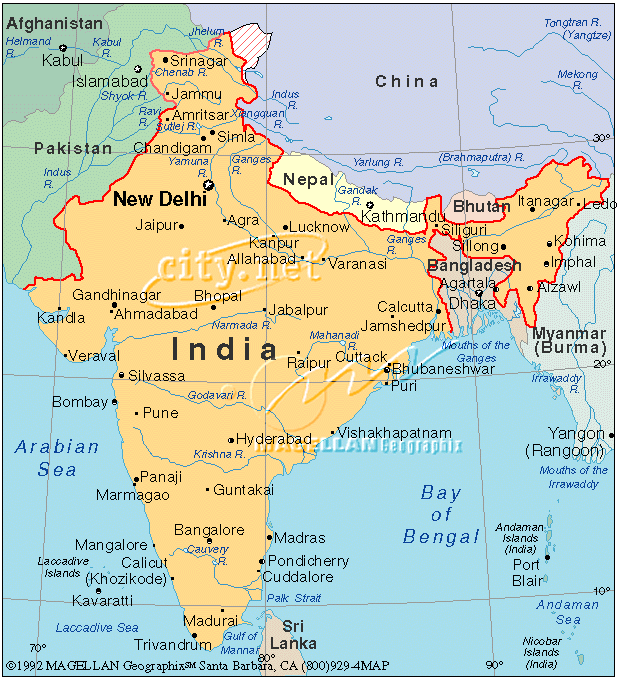 Afghanistan
Helmand
R.
Kabul
R.
Kabul
Jhelum
R.
Islamabad
Srinagar
Chenab R.
Shyok R.
Jammu
Indus
R.
Ravi
R.
Amritsar
Xiangquan
R.
Sutlej R.
Simla
Chandigam
Pakistan
Indus
R.
Yamuna
R.
Ganges
R.
China
Tongtran R.
(Yangtze)
Mekong
R.
30°
Yarlung R.
(Brahmaputra) R.
New Delhi
Nepal
Gandak
R.
Kathmandu
Bhutan
Itanagar
Ledo
Jaipur
Agra
Lucknow
Kanpur
Allahabad
Varanasi
Ganges
R.
Siliguri
Sillong
Kohima
Imphal
Bangladesh
Agartala
Dhaka
Alzawl
city.net
Gandhinagar
Ahmadabad
Kandla
Bhopal
Jabalpur
Narmada R.
Calcutta
Jamshedpur
Mahanadi
R.
India
Raipur
Cuttack
Bhubaneshwar
Puri
Mouths of the
Ganges
Myanmar
(Burma)
20°
Irrawaddy
R.
Veraval
Silvassa
Godavari R.
Bombay
Pune
Hyderabad
Vishakhapatnam
Krishna R.
MAGELLAN Geographix
Yangon
(Rangoon)
Mouths of the
Irrawaddy
Arabian
Sea
Panaji
Marmagao
Guntakai
Bay
of
Bengal
Bangalore
Madras
Mangalore
Cauvery
R.
Calicut
(Khozikode)
Pondicherry
Cuddalore
Laccadive
Islands
Kavaratti
Andaman
Islands
(India)
Port
Blair
10°
Palk Strait
Andaman
Sea
Laccadive Sea
Madurai
Trivandrum
Gulf of
Mannar
Sri
Lanka
Nicobar
Islands
(India)
70°
80°
90°
©1992 MAGELLAN Geographix℠ Santa Barbara, CA (800)929-4MAP